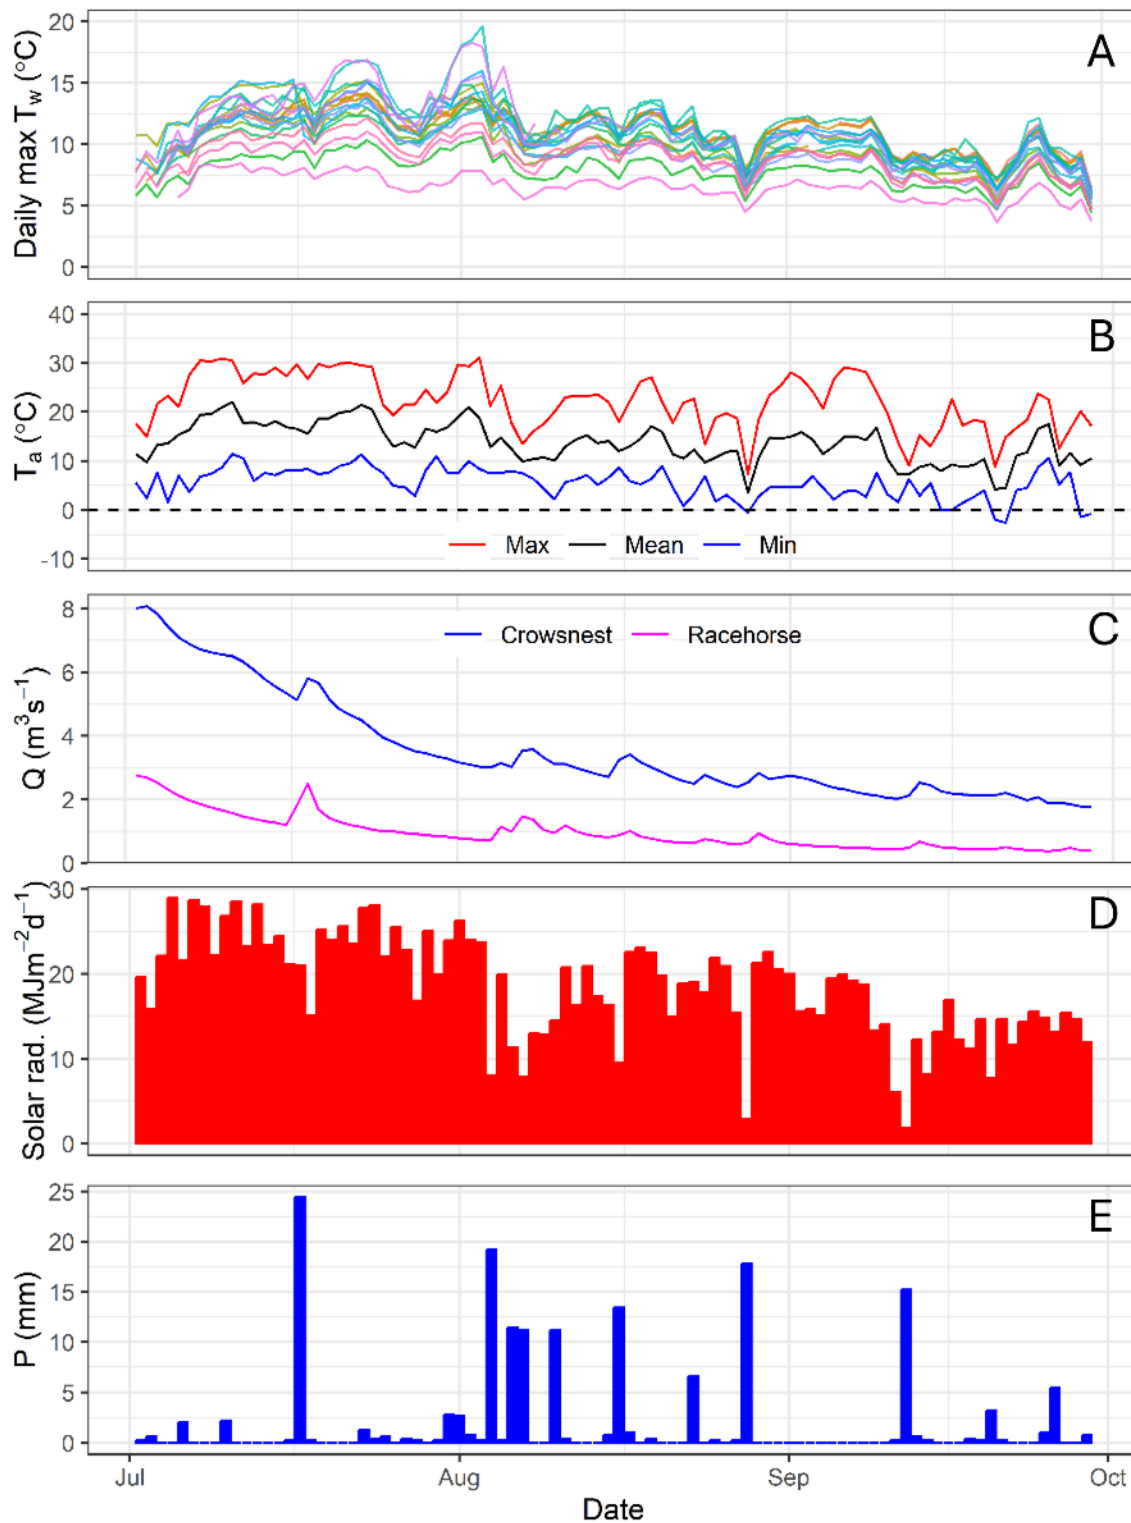 A
Daily max Tw (°C)
20
15
10
5
0
B
Ta (°C)
40
30
20
10
0
-10
Max Mean Min
C
Q (m³s⁻¹)
8
6
4
2
0
Crowsnest Racehorse
D
Solar rad. (MJm⁻²d⁻¹)
30
20
10
0
E
P (mm)
25
20
15
10
5
0
Jul Aug Sep Oct
Date